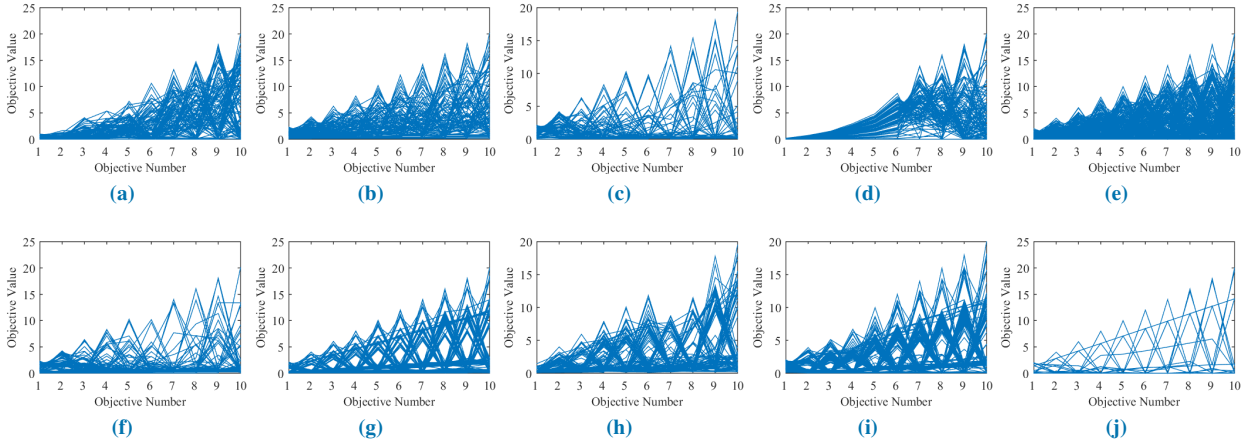 25 20 15 10 5 0
Objective Value
1 2 3 4 5 6 7 8 9 10
Objective Number
(a)
25 20 15 10 5 0
Objective Value
1 2 3 4 5 6 7 8 9 10
Objective Number
(b)
20 15 10 5 0
Objective Value
1 2 3 4 5 6 7 8 9 10
Objective Number
(c)
25 20 15 10 5 0
Objective Value
1 2 3 4 5 6 7 8 9 10
Objective Number
(d)
25 20 15 10 5 0
Objective Value
1 2 3 4 5 6 7 8 9 10
Objective Number
(e)
25 20 15 10 5 0
Objective Value
1 2 3 4 5 6 7 8 9 10
Objective Number
(f)
25 20 15 10 5 0
Objective Value
1 2 3 4 5 6 7 8 9 10
Objective Number
(g)
20 15 10 5 0
Objective Value
1 2 3 4 5 6 7 8 9 10
Objective Number
(h)
20 15 10 5 0
Objective Value
1 2 3 4 5 6 7 8 9 10
Objective Number
(i)
25 20 15 10 5 0
Objective Value
1 2 3 4 5 6 7 8 9 10
Objective Number
(j)